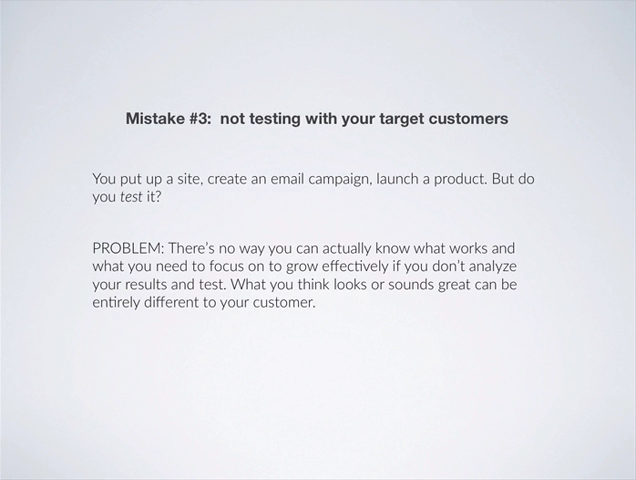 Mistake #3:  not testing with your target customers
You put up a site, create an email campaign, launch a product. But do
you test it?
PROBLEM: There’s no way you can actually know what works and
what you need to focus on to grow effectively if you don’t analyze
your results and test. What you think looks or sounds great can be
entirely different to your customer.